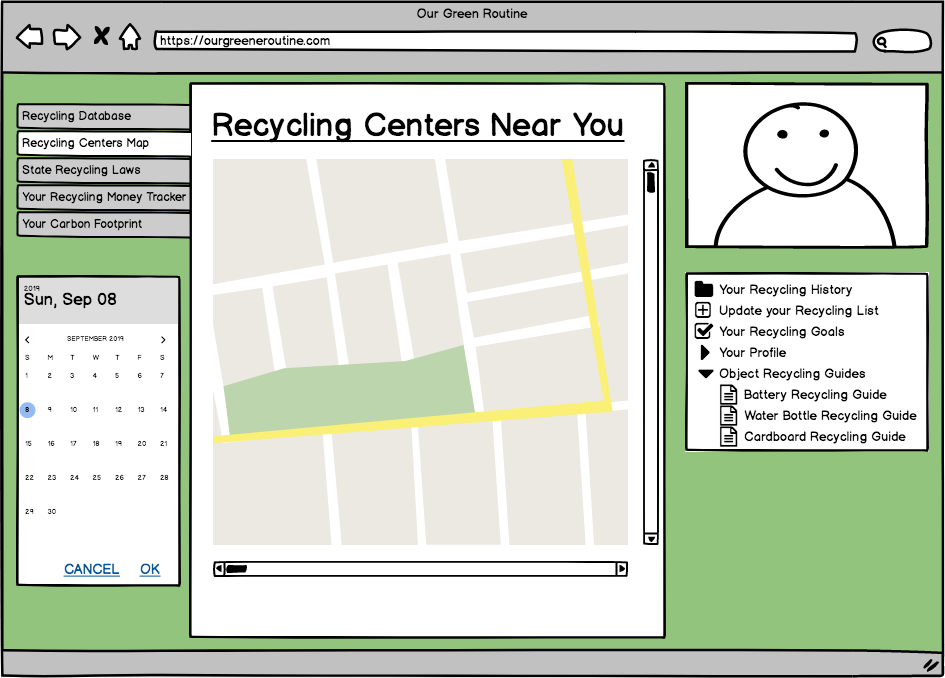 Our Green Routine
https://ourgreeneroutine.com
Recycling Database
Recycling Centers Map
State Recycling Laws
Your Recycling Money Tracker
Your Carbon Footprint
2019
Sun, Sep 08
SEPTEMBER 2019
S M T W T F S
1 2 3 4 5 6 7
8 9 10 11 12 13 14
15 16 17 18 19 20 21
22 23 24 25 26 27 28
29 30
CANCEL OK
Recycling Centers Near You
Your Recycling History
Update your Recycling List
Your Recycling Goals
Your Profile
Object Recycling Guides
Battery Recycling Guide
Water Bottle Recycling Guide
Cardboard Recycling Guide